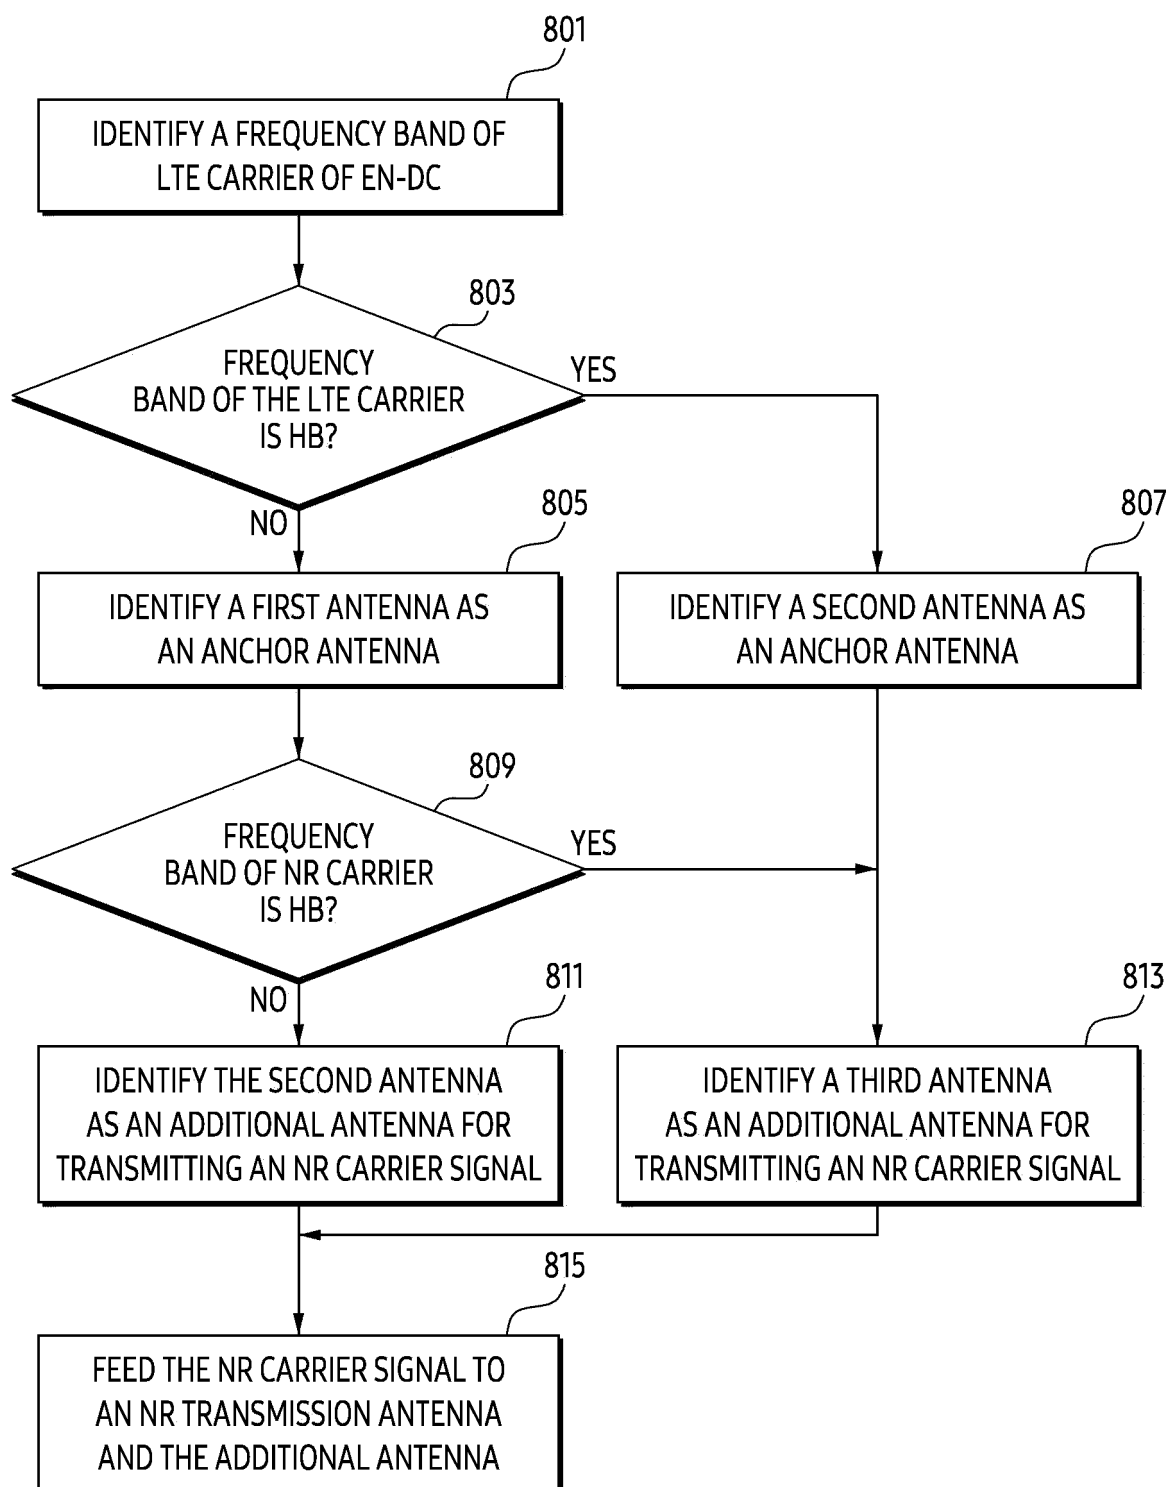 801
IDENTIFY A FREQUENCY BAND OF
LTE CARRIER OF EN-DC
803
FREQUENCY
BAND OF THE LTE CARRIER
IS HB?
YES
NO
805
IDENTIFY A FIRST ANTENNA AS
AN ANCHOR ANTENNA
807
IDENTIFY A SECOND ANTENNA AS
AN ANCHOR ANTENNA
809
FREQUENCY
BAND OF NR CARRIER
IS HB?
YES
NO
811
IDENTIFY THE SECOND ANTENNA
AS AN ADDITIONAL ANTENNA FOR
TRANSMITTING AN NR CARRIER SIGNAL
813
IDENTIFY A THIRD ANTENNA
AS AN ADDITIONAL ANTENNA FOR
TRANSMITTING AN NR CARRIER SIGNAL
815
FEED THE NR CARRIER SIGNAL TO
AN NR TRANSMISSION ANTENNA
AND THE ADDITIONAL ANTENNA